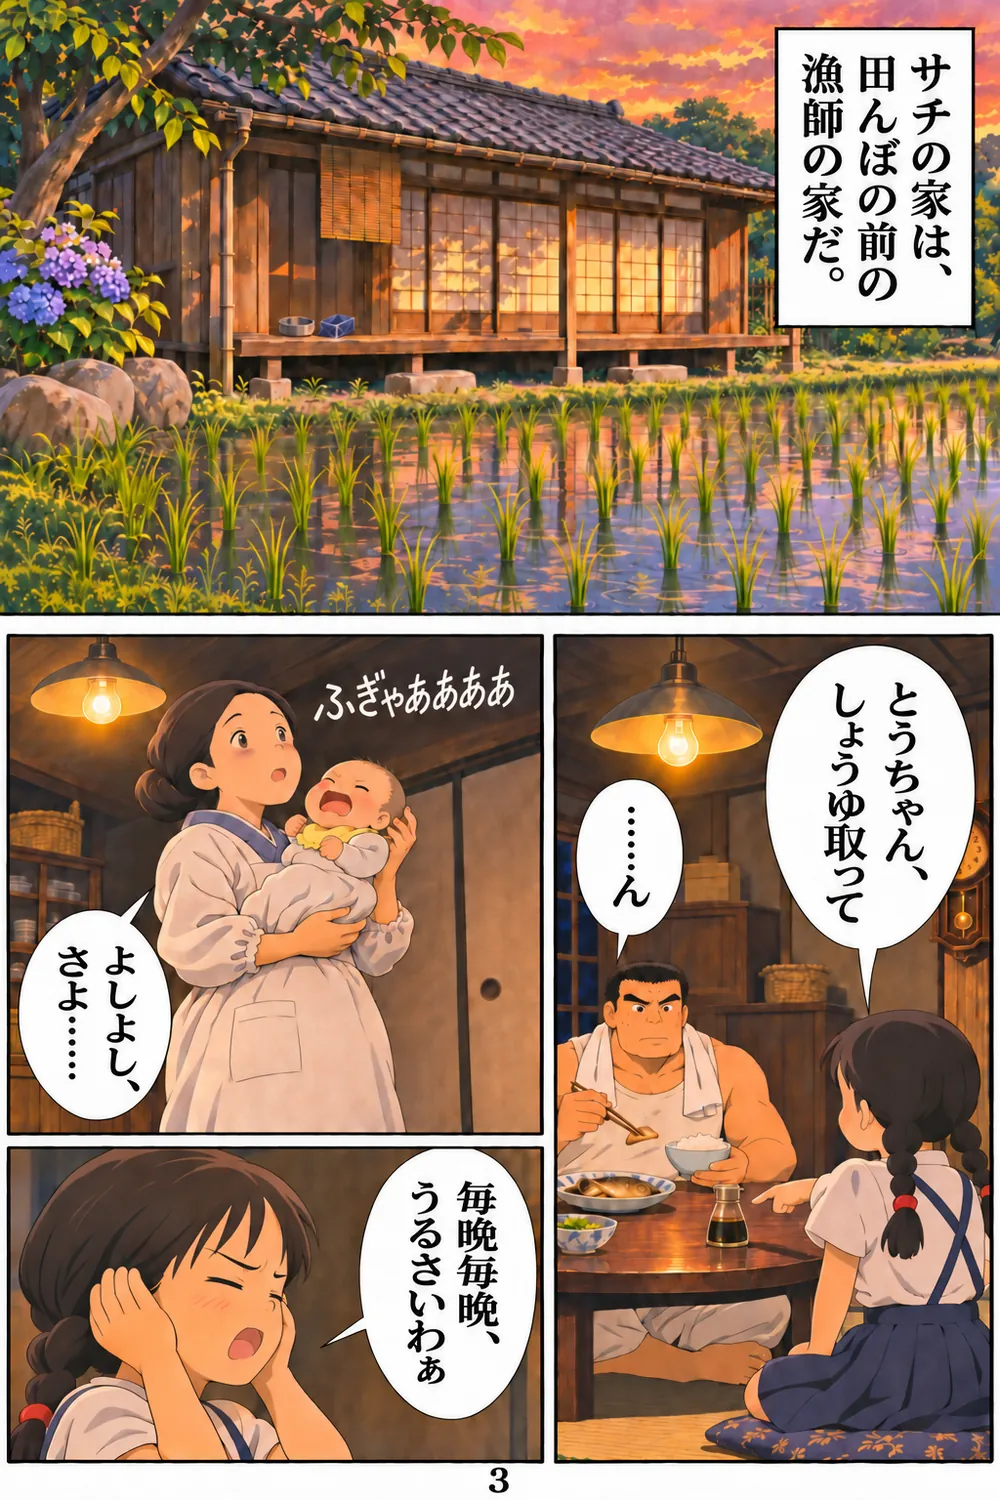 サチの家は、
田んぼの前の
漁師の家だ。
とうちゃん、
しょうゆ取って
………ん
ふぎゃああああ
よしよし、
さよ……
毎晩毎晩、
うるさいわぁ
3